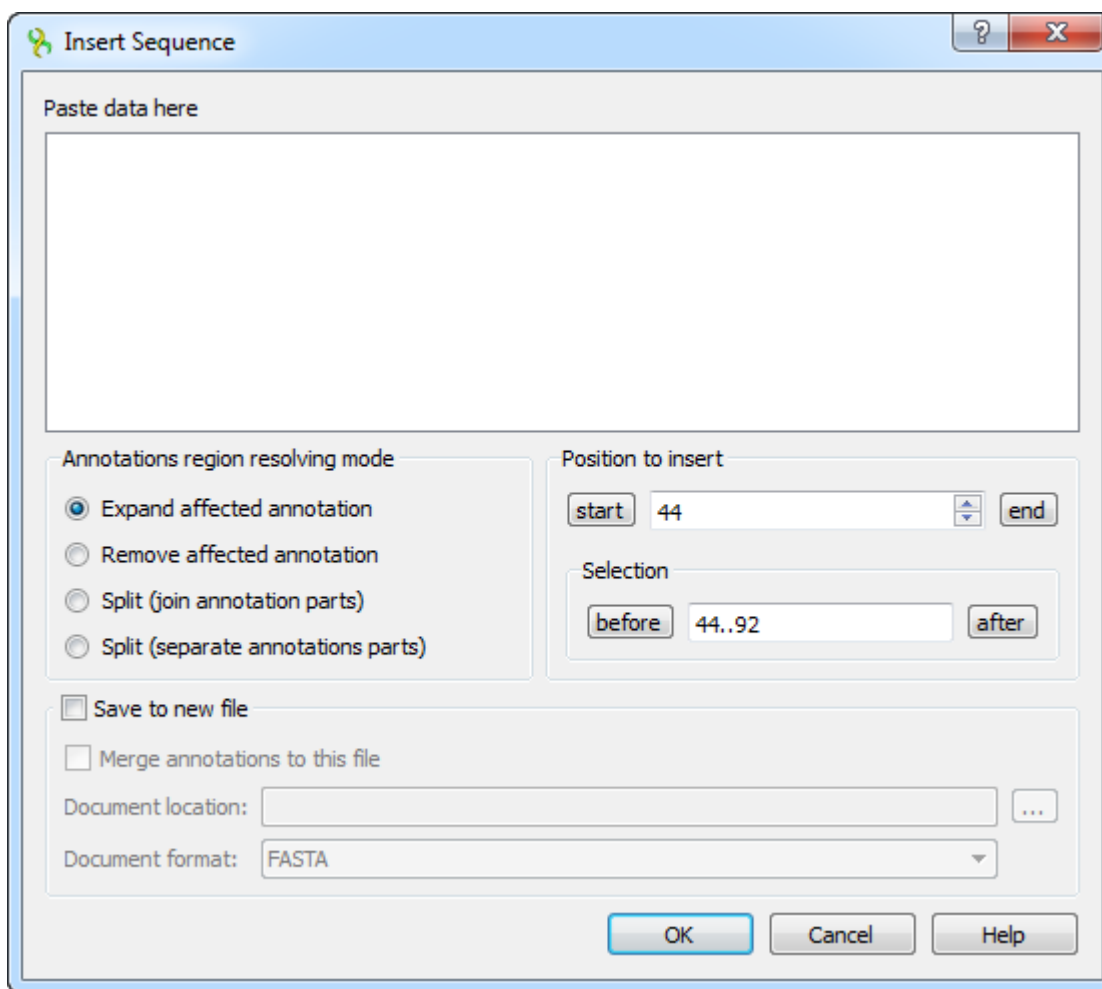 Insert Sequence
?
Paste data here
Annotations region resolving mode
Expand affected annotation
Remove affected annotation
Split (join annotation parts)
Split (separate annotations parts)
Position to insert
start 44 end
Selection
before 44..92 after
Save to new file
Merge annotations to this file
Document location: ...
Document format: FASTA
OK Cancel Help